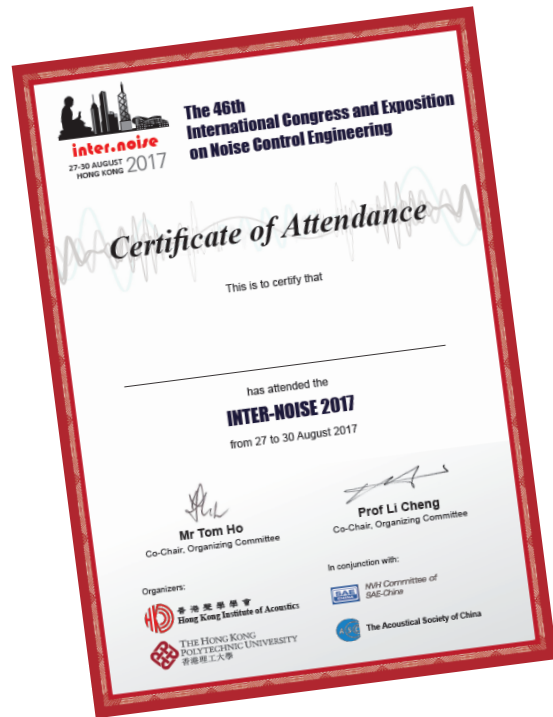 The 46th
International Congress and Exposition
on Noise Control Engineering
inter.noise
27-30 AUGUST
HONG KONG 2017
Certificate of Attendance
This is to certify that
has attended the
INTER-NOISE 2017
from 27 to 30 August 2017
Mr Tom Ho
Co-Chair, Organizing Committee
Prof Li Cheng
Co-Chair, Organizing Committee
Organizers:
香港聲學學會
Hong Kong Institute of Acoustics
THE HONG KONG
POLYTECHNIC UNIVERSITY
香港理工大學
In conjunction with:
SAE
NVH Committee of
SAE-China
The Acoustical Society of China